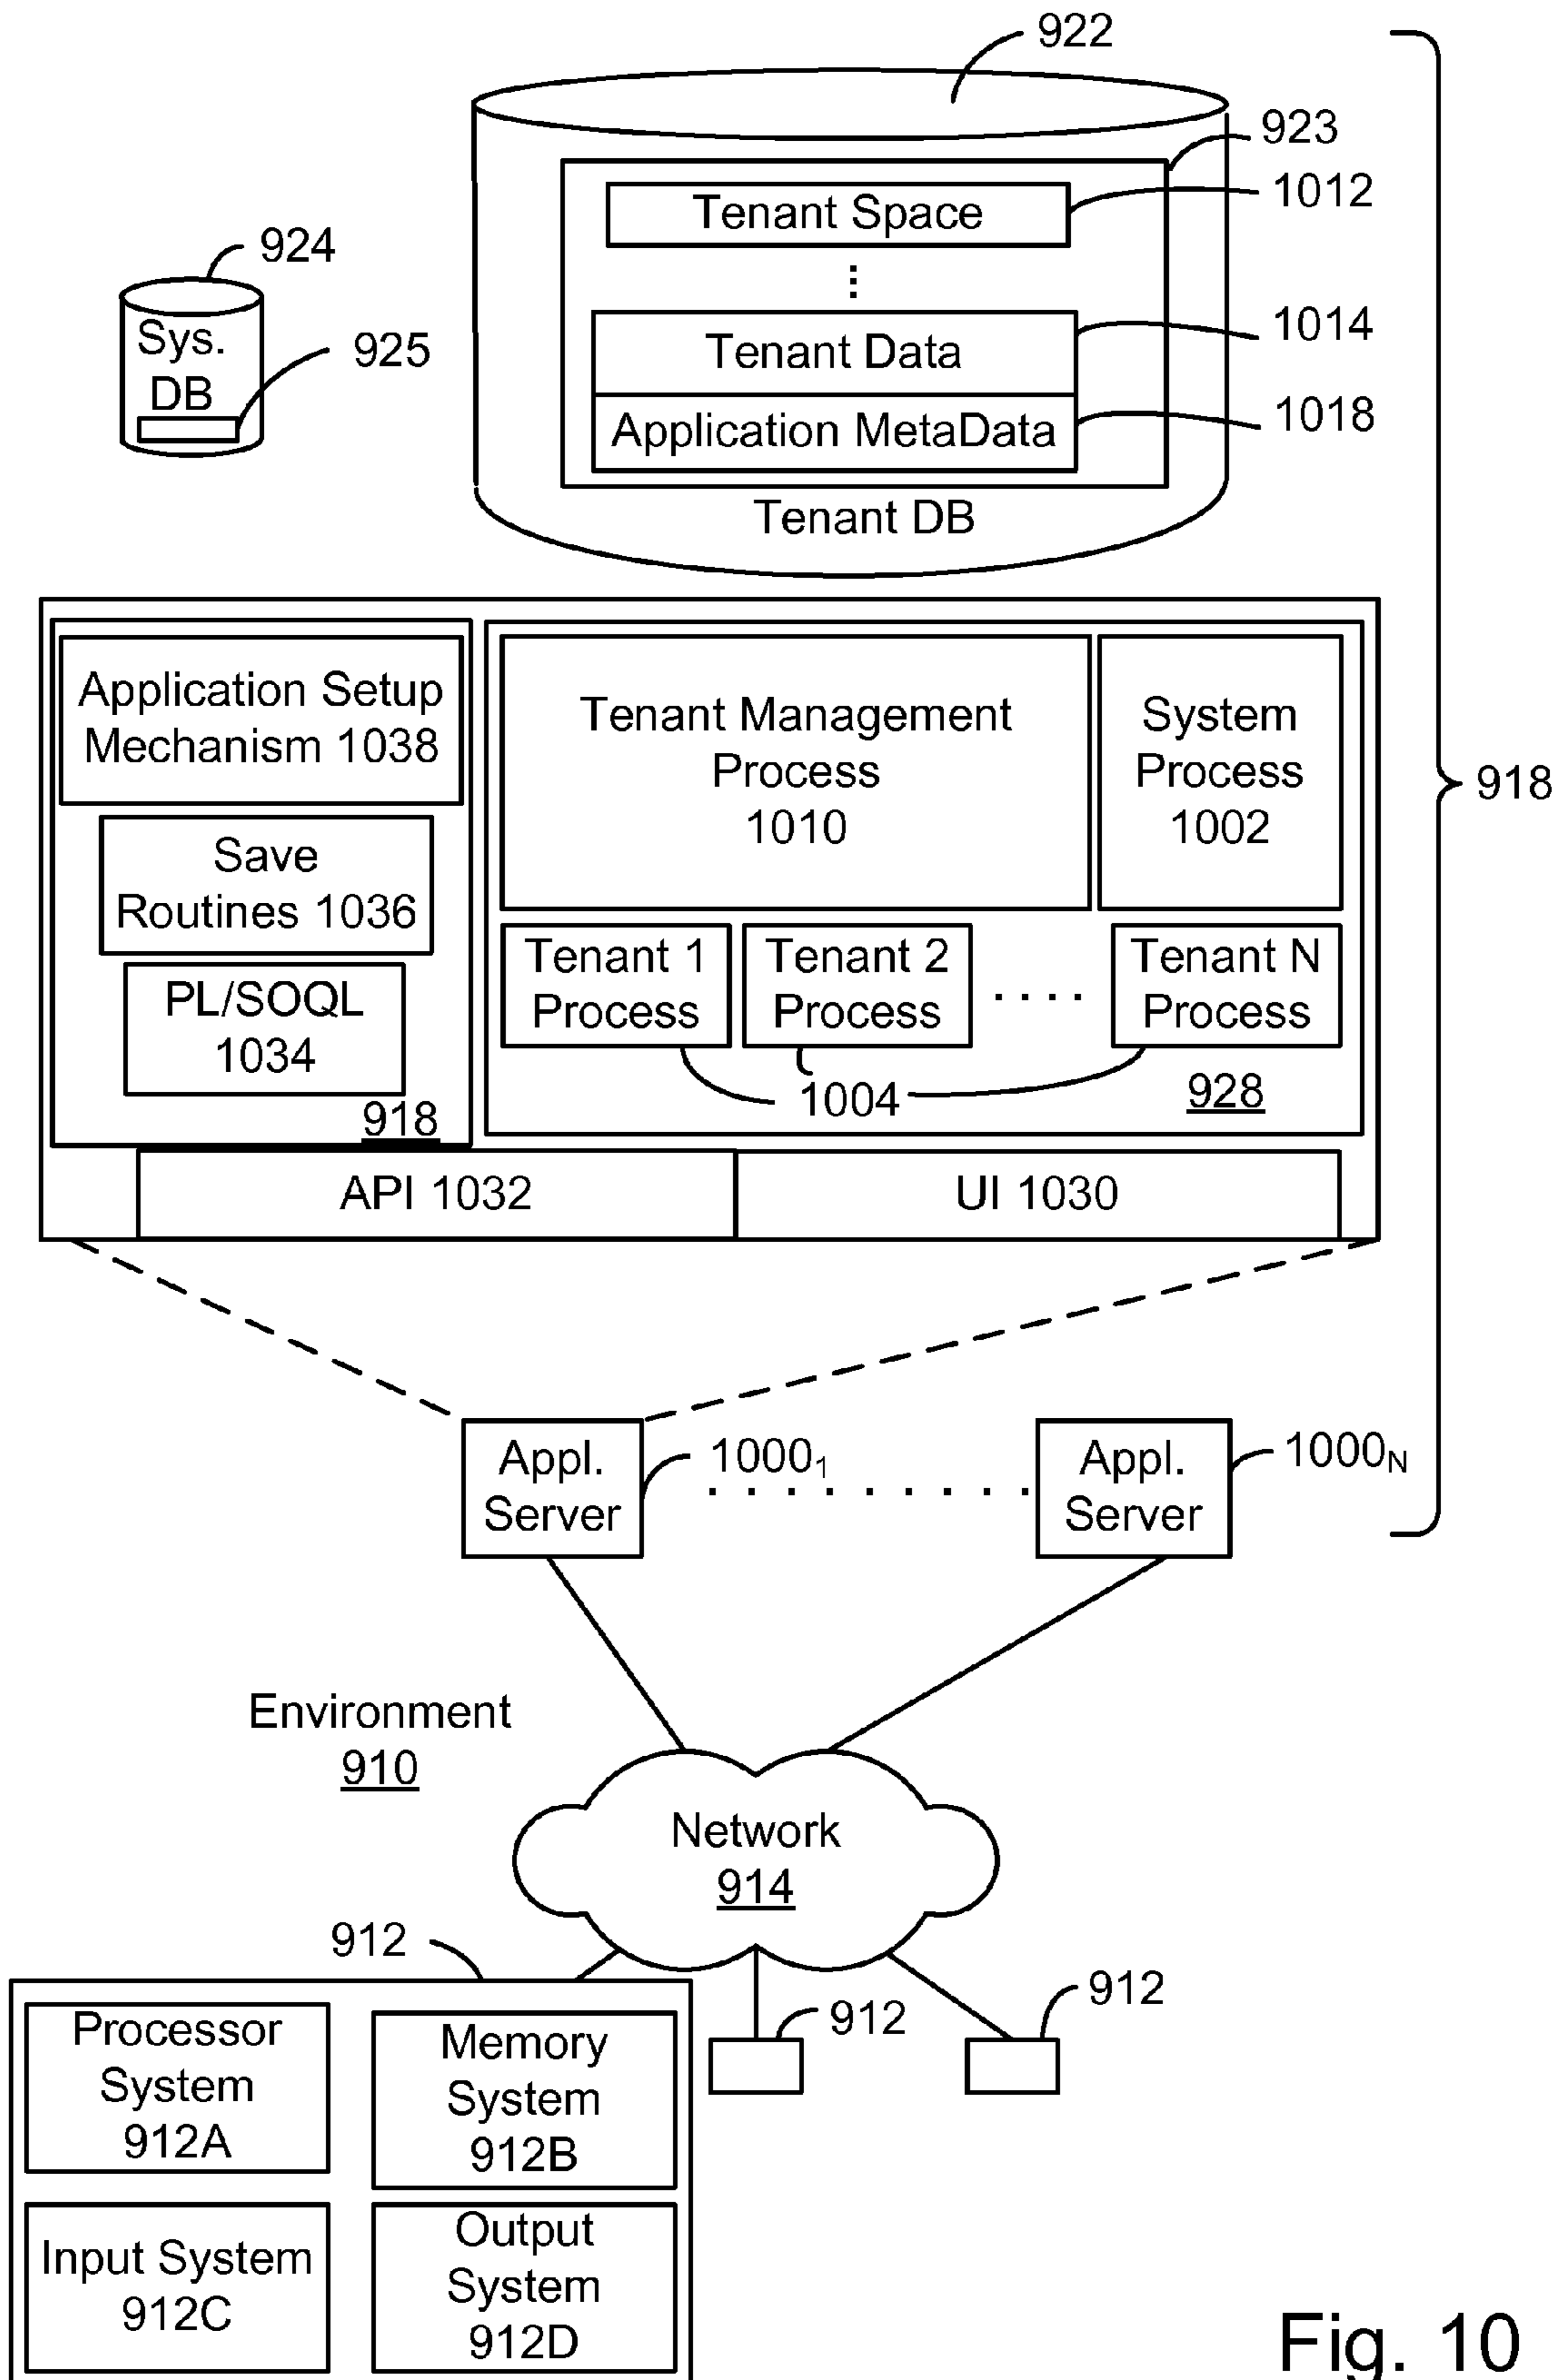 922
923
Tenant Space
1012
924
Sys.
DB
925
Tenant Data
1014
Application MetaData
1018
Tenant DB
Application Setup
Mechanism 1038
Save
Routines 1036
PL/SOQL
1034
918
Tenant Management
Process
1010
System
Process
1002
Tenant 1
Process
Tenant 2
Process
Tenant N
Process
1004
928
API 1032
UI 1030
918
Appl.
Server
1000₁
Appl.
Server
1000N
Environment
910
Network
914
912
912
912
Processor
System
912A
Memory
System
912B
Input System
912C
Output
System
912D
Fig. 10